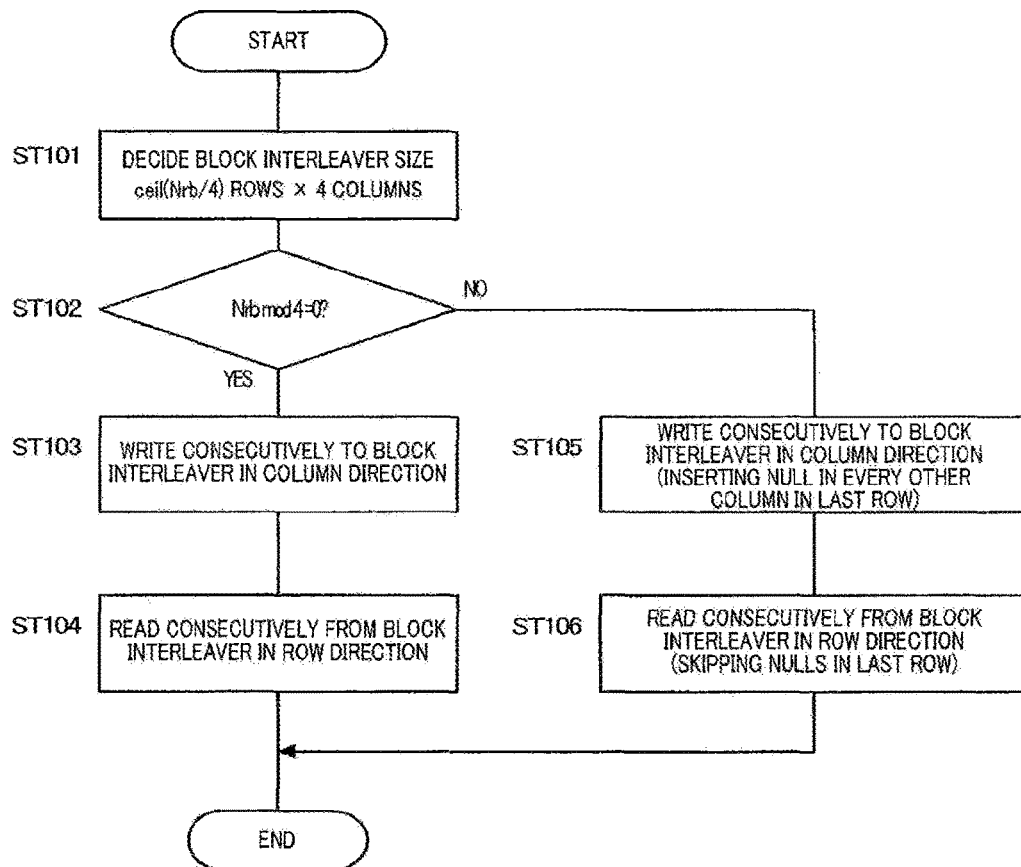 START
ST101
DECIDE BLOCK INTERLEAVER SIZE
ceil(Nrb/4) ROWS × 4 COLUMNS
ST102
Nrb mod 4=0?
NO
YES
ST103
WRITE CONSECUTIVELY TO BLOCK
INTERLEAVER IN COLUMN DIRECTION
ST105
WRITE CONSECUTIVELY TO BLOCK
INTERLEAVER IN COLUMN DIRECTION
(INSERTING NULL IN EVERY OTHER
COLUMN IN LAST ROW)
ST104
READ CONSECUTIVELY FROM BLOCK
INTERLEAVER IN ROW DIRECTION
ST106
READ CONSECUTIVELY FROM BLOCK
INTERLEAVER IN ROW DIRECTION
(SKIPPING NULLS IN LAST ROW)
END